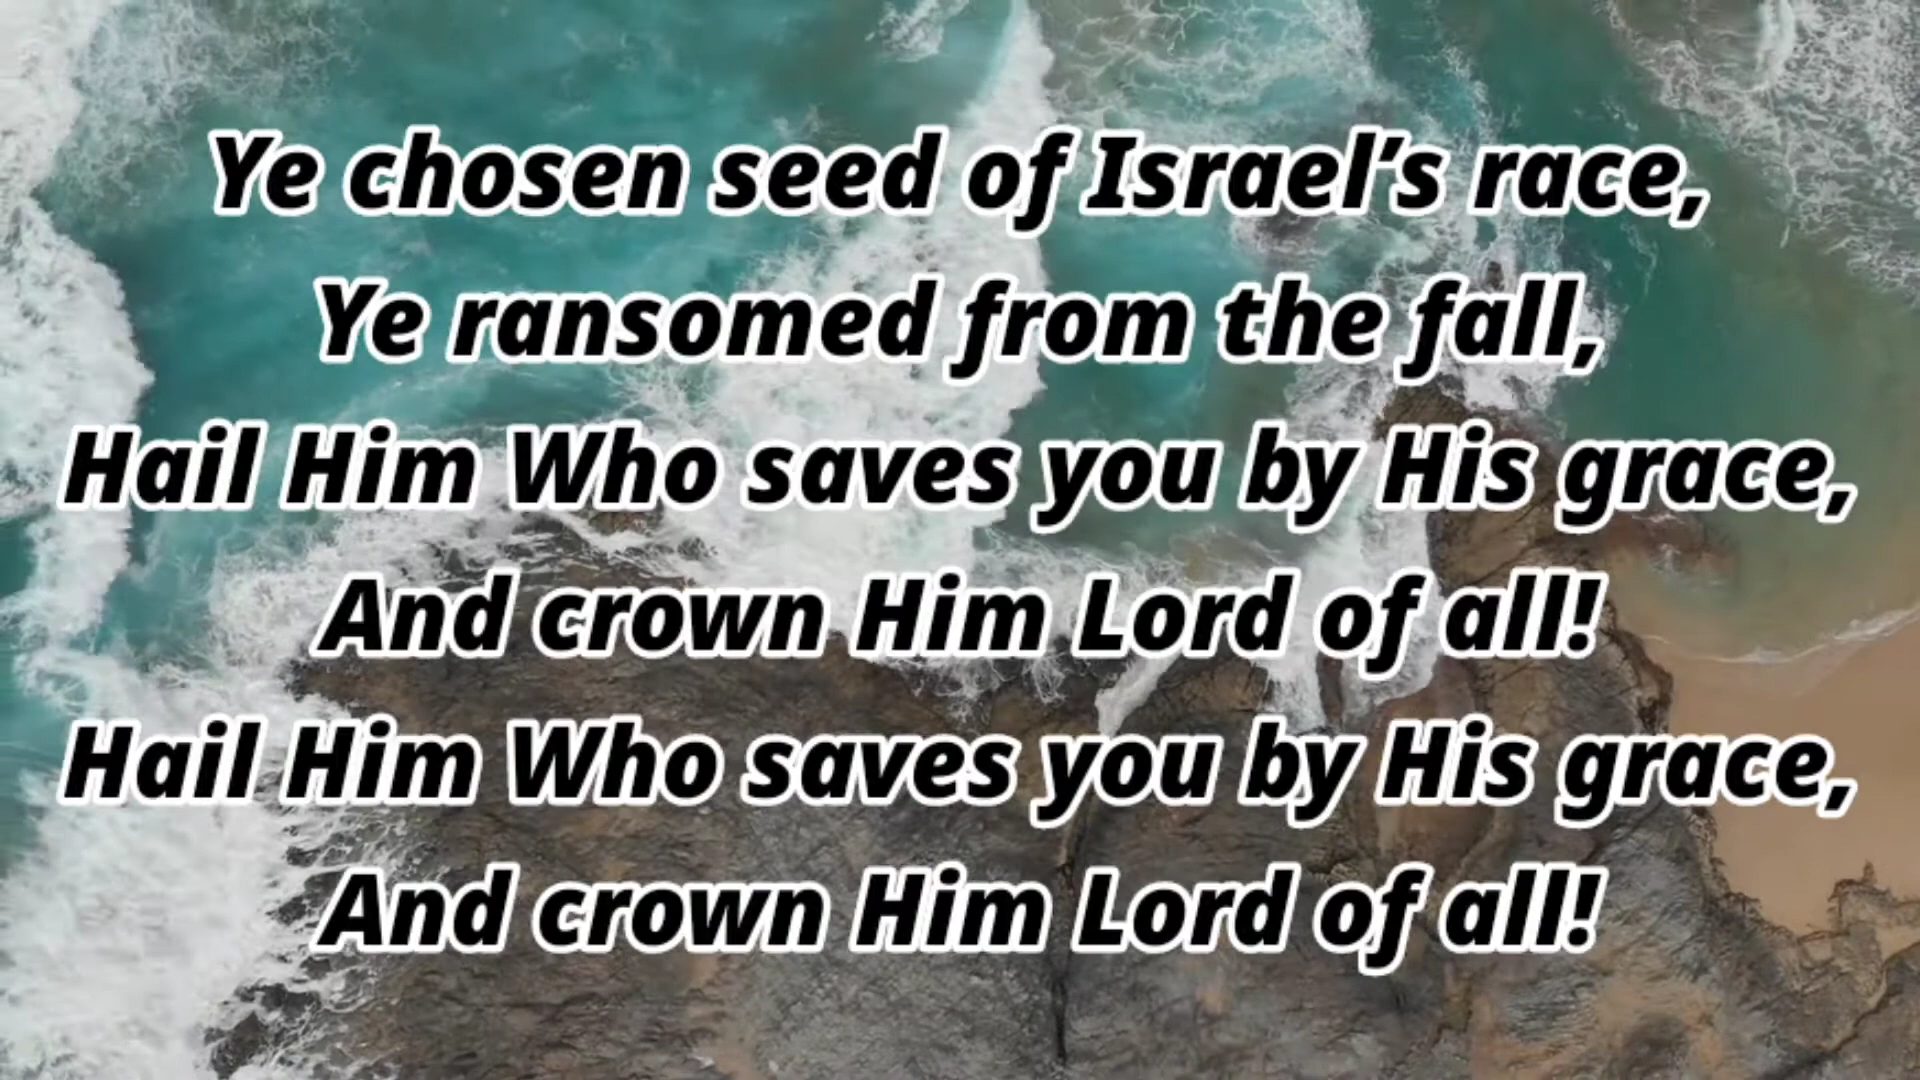 Ye chosen seed of Israel’s race,
Ye ransomed from the fall,
Hail Him Who saves you by His grace,
And crown Him Lord of all!
Hail Him Who saves you by His grace,
And crown Him Lord of all!